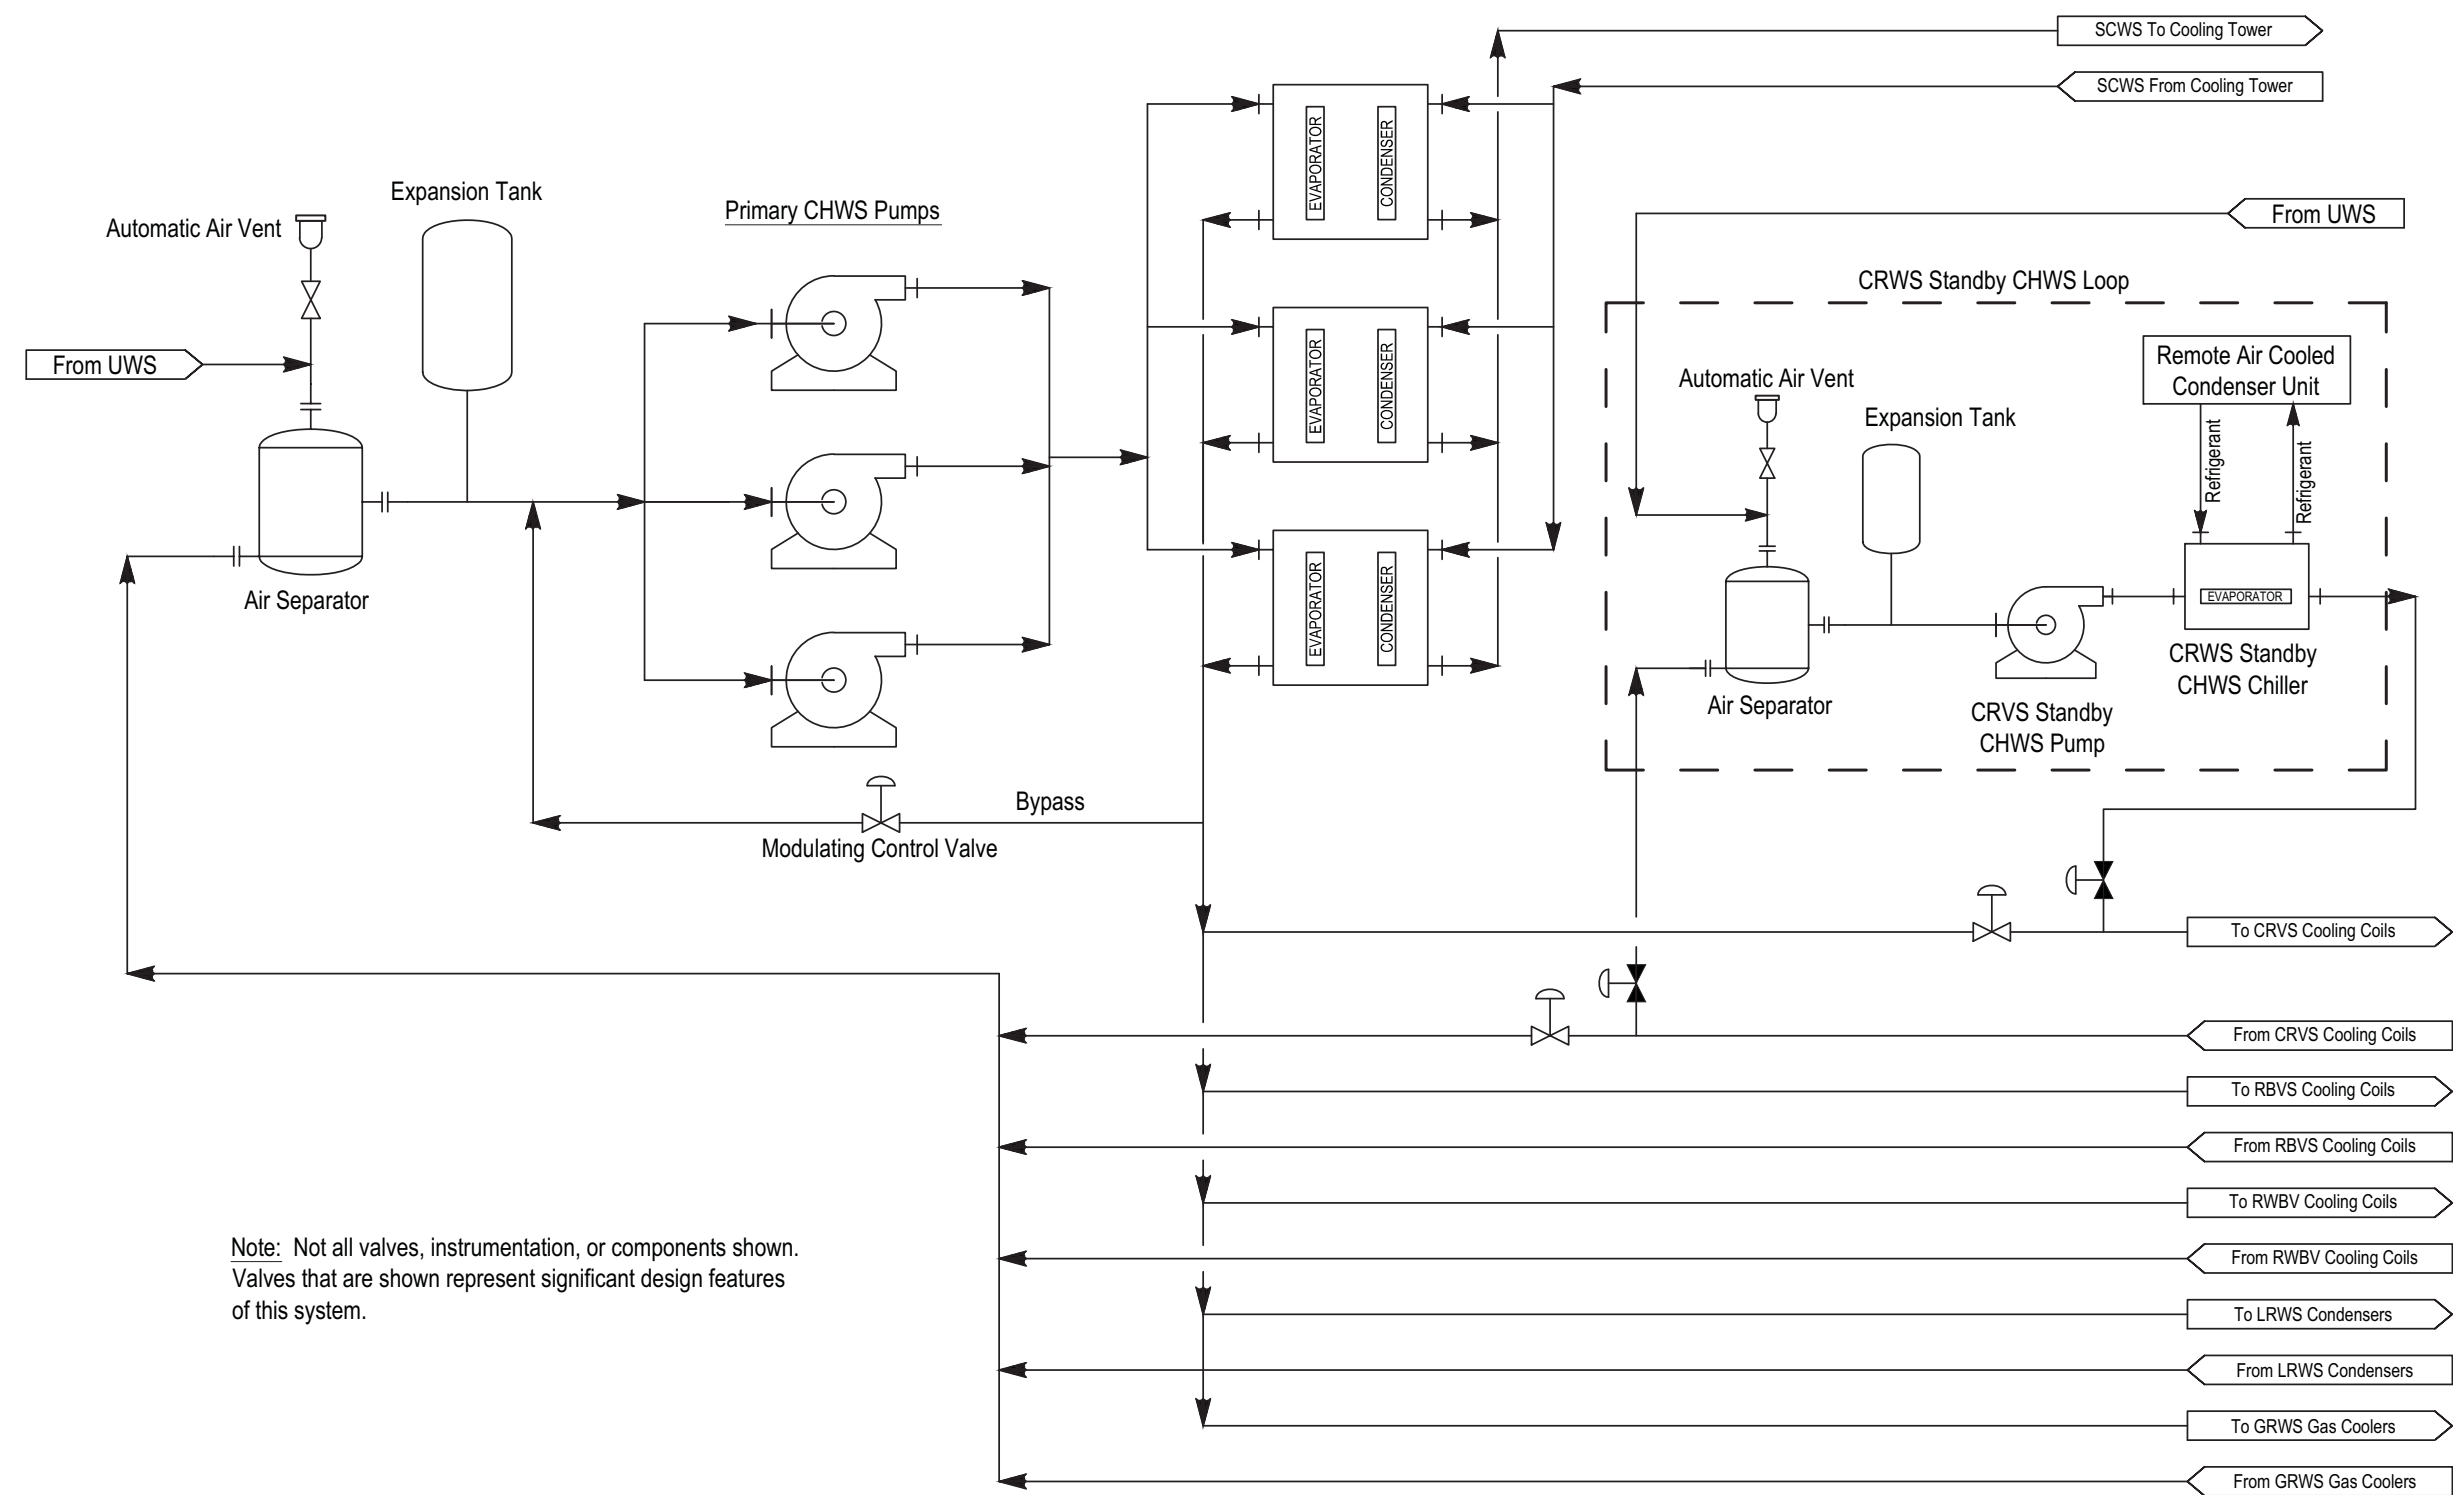 SCWS To Cooling Tower
SCWS From Cooling Tower
Expansion Tank
Automatic Air Vent
Primary CHWS Pumps
From UWS
Air Separator
EVAPORATOR
CONDENSER
EVAPORATOR
CONDENSER
EVAPORATOR
CONDENSER
From UWS
CRWS Standby CHWS Loop
Remote Air Cooled
Condenser Unit
Automatic Air Vent
Expansion Tank
Refrigerant
Refrigerant
EVAPORATOR
CRWS Standby
CHWS Chiller
Air Separator
CRVS Standby
CHWS Pump
Bypass
Modulating Control Valve
To CRVS Cooling Coils
From CRVS Cooling Coils
To RBVS Cooling Coils
From RBVS Cooling Coils
To RWBV Cooling Coils
From RWBV Cooling Coils
To LRWS Condensers
From LRWS Condensers
To GRWS Gas Coolers
From GRWS Gas Coolers
Note: Not all valves, instrumentation, or components shown.
Valves that are shown represent significant design features
of this system.